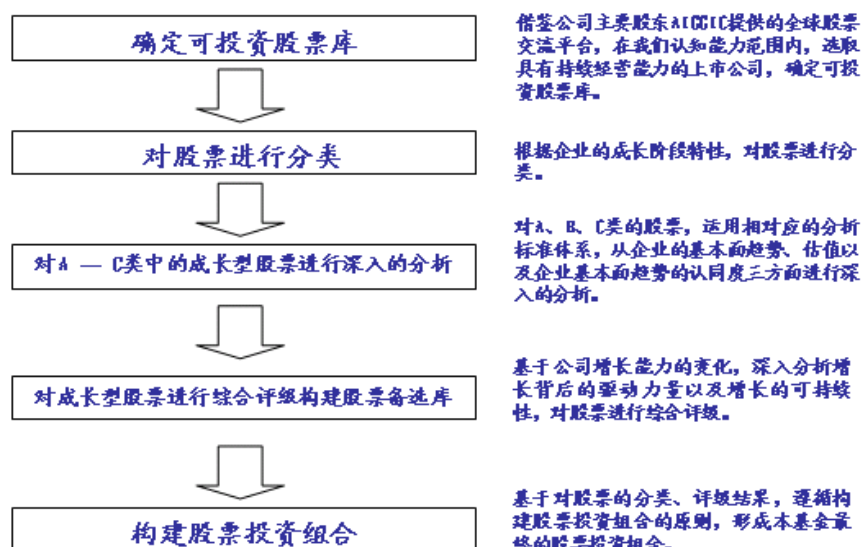 确定可投资股票库
借鉴公司主要股东AIGGIC提供的全球股票
交流平台，在我们认知能力范围内，选取
具有持续经营能力的上市公司，确定可投
资股票库。
对股票进行分类
根据企业的成长阶段特性，对股票进行分
类。
对A — C类中的成长型股票进行深入的分析
对A、B、C类的股票，运用相对应的分析
标准体系，从企业的基本面趋势、估值以
及企业基本面趋势的认同度三方面进行深
入的分析。
对成长型股票进行综合评级构建股票备选库
基于公司增长能力的变化，深入分析增
长背后的驱动力量以及增长的可持续
性，对股票进行综合评级。
构建股票投资组合
基于对股票的分类、评级结果，遵循构
建股票投资组合的原则，形成本基金最
终的股票投资组合。